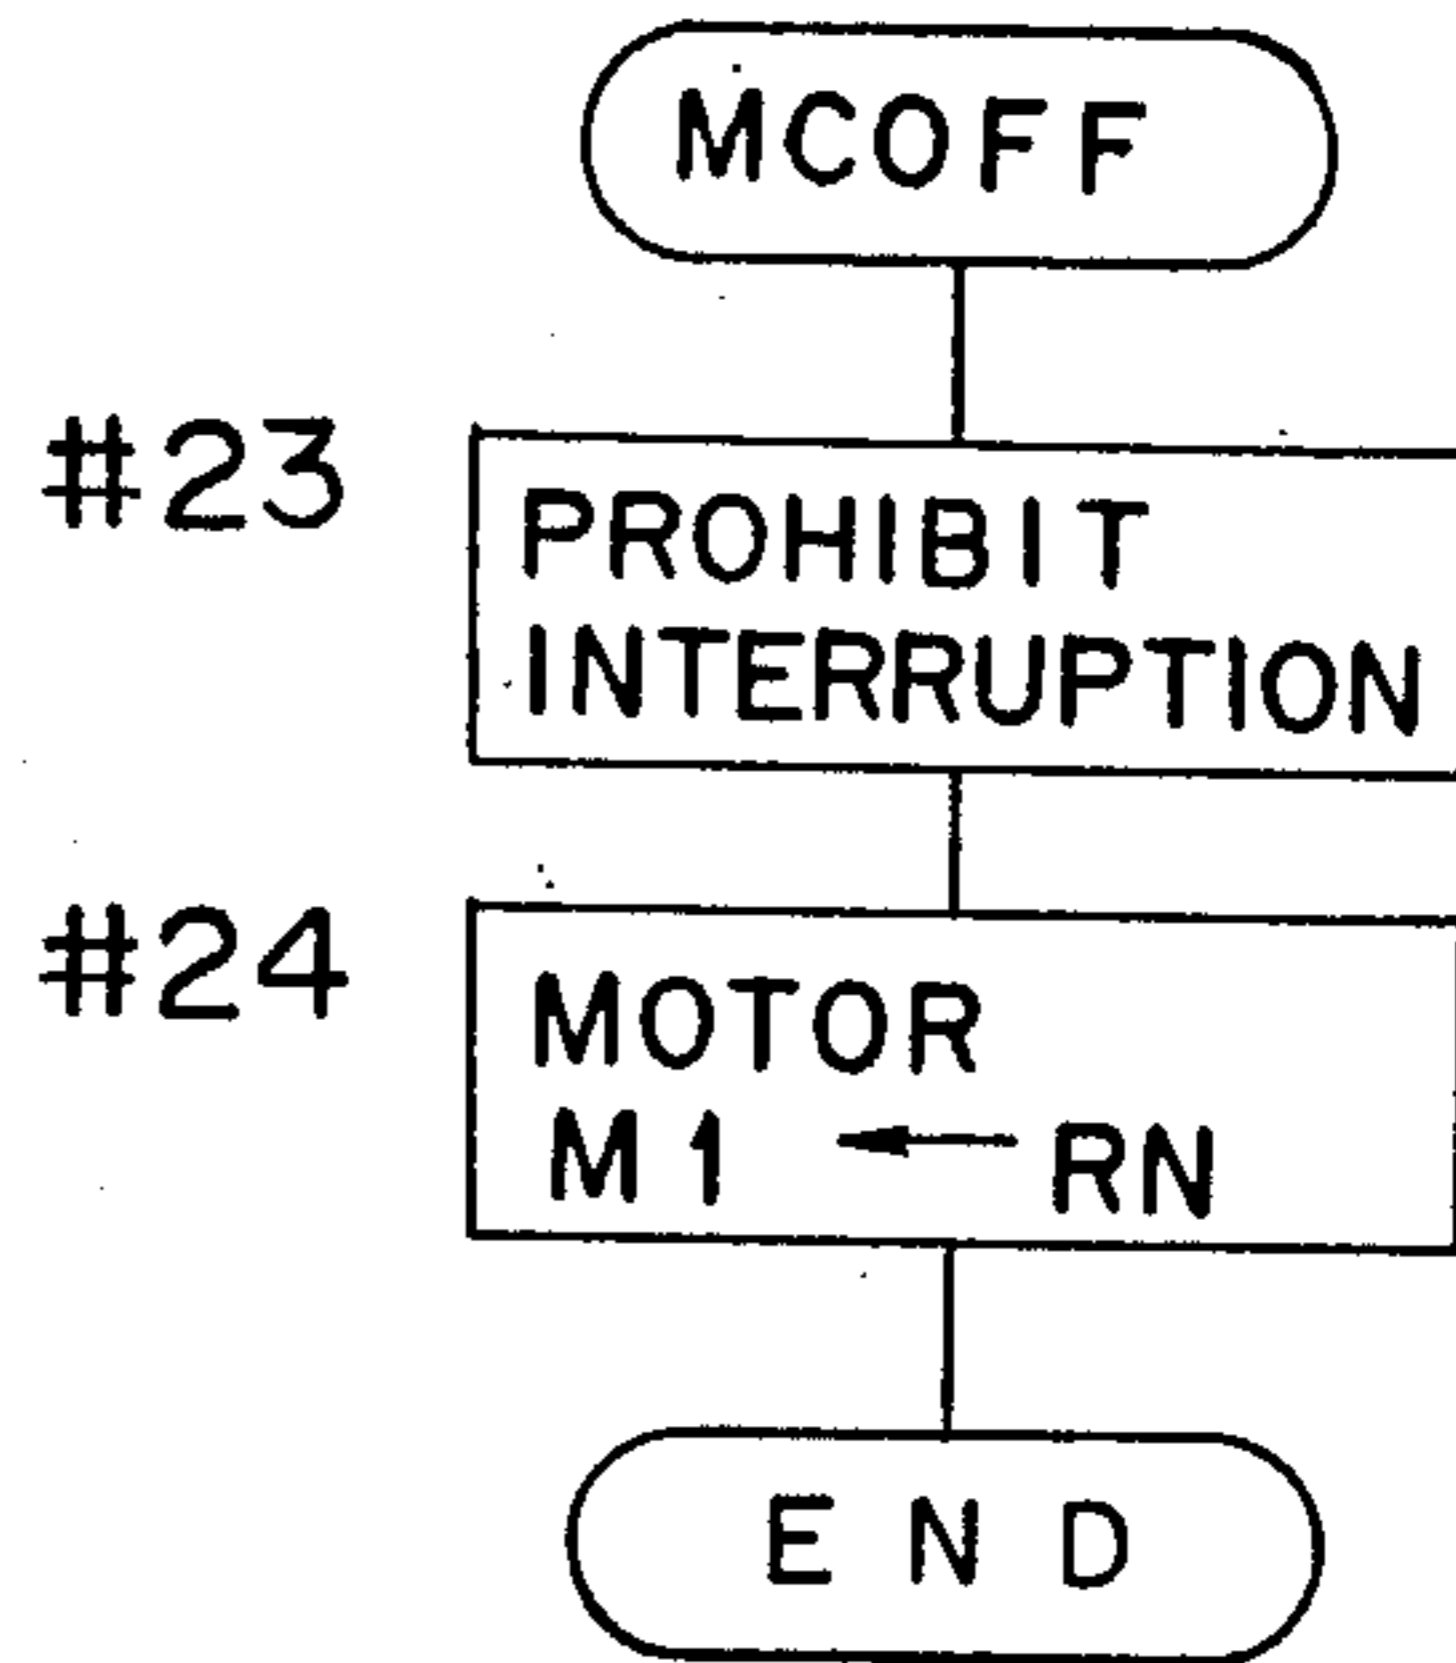 MCOFF
#23
PROHIBIT
INTERRUPTION
#24
MOTOR
M1 ← RN
END